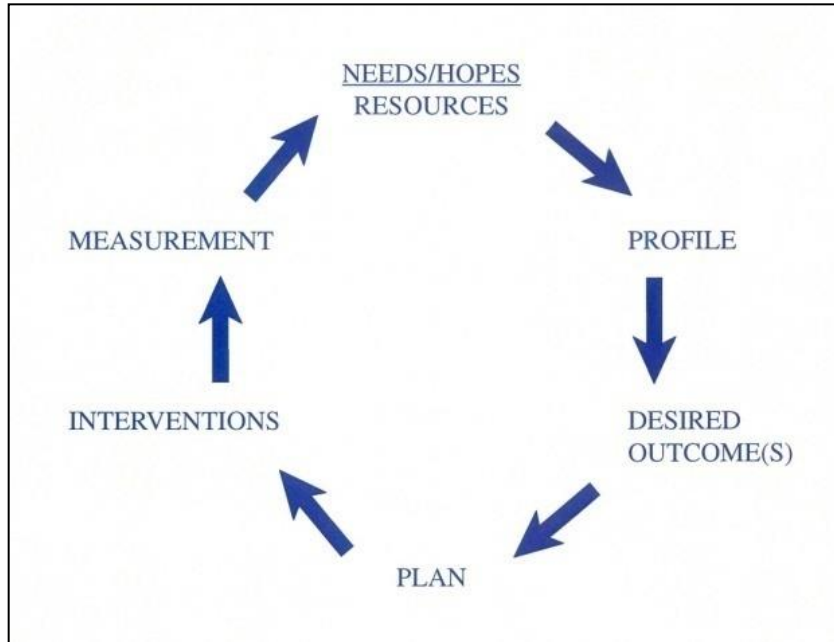 NEEDS/HOPES
RESOURCES
PROFILE
DESIRED
OUTCOME(S)
PLAN
INTERVENTIONS
MEASUREMENT